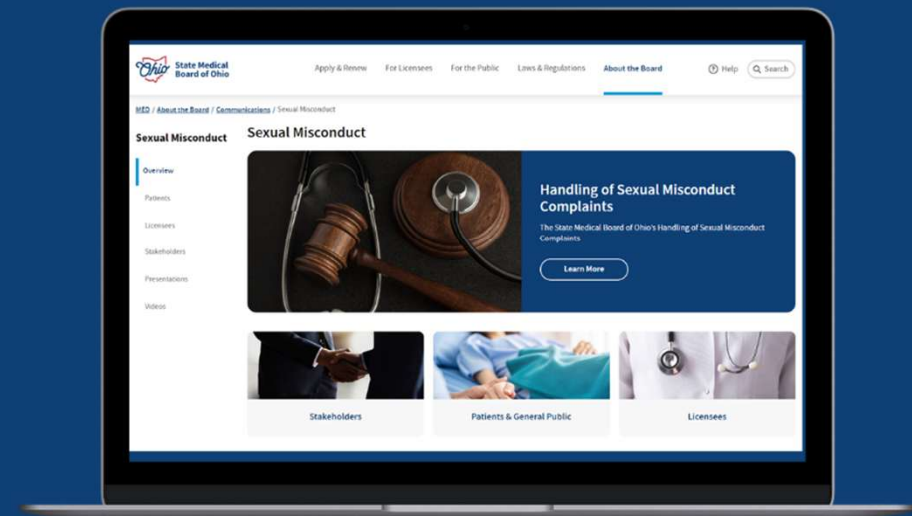 Ohio
State Medical
Board of Ohio
Apply & Renew
For Licensees
For the Public
Laws & Regulations
About the Board
Help
Search
MED / About the Board / Communications / Sexual Misconduct
Sexual Misconduct
Overview
Patients
Licensees
Stakeholders
Presentations
Videos
Sexual Misconduct
Handling of Sexual Misconduct
Complaints
The State Medical Board of Ohio's Handling of Sexual Misconduct
Complaints
Learn More
Stakeholders
Patients & General Public
Licensees